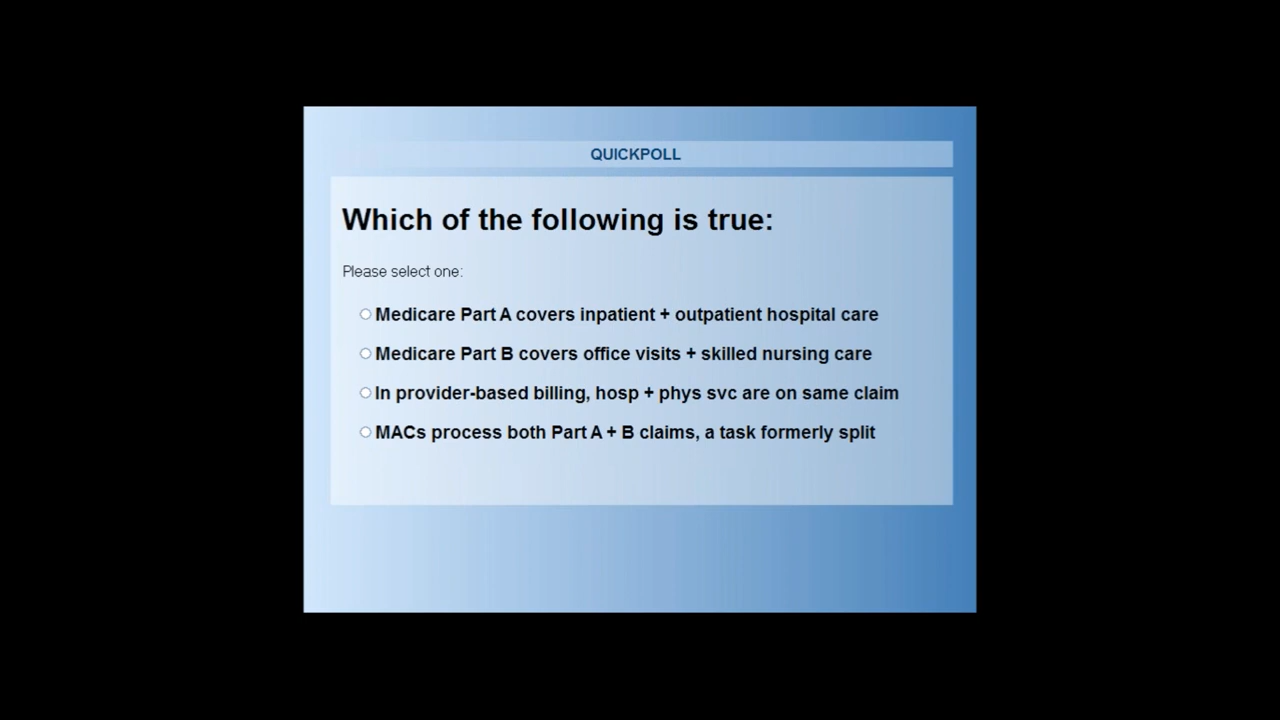 QUICKPOLL
Which of the following is true:
Please select one:
Medicare Part A covers inpatient + outpatient hospital care
Medicare Part B covers office visits + skilled nursing care
In provider-based billing, hosp + phys svc are on same claim
MACs process both Part A + B claims, a task formerly split